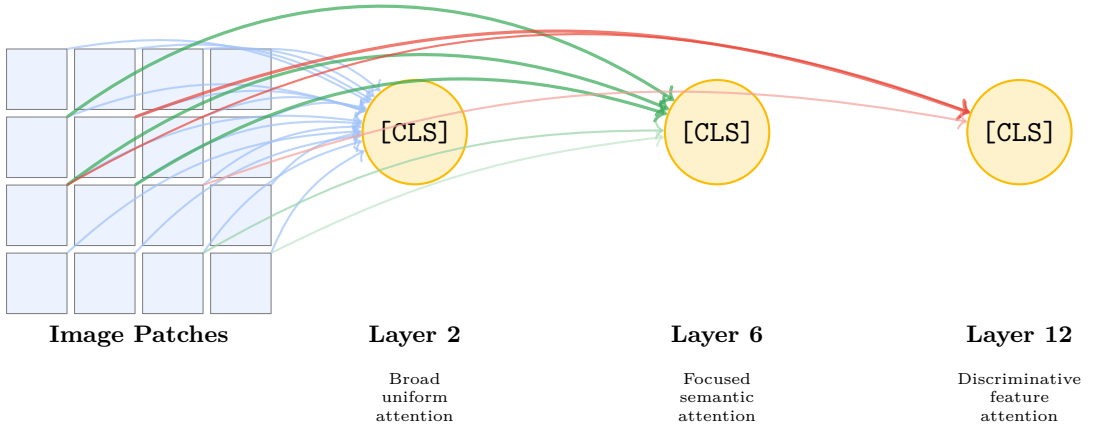 [CLS] [CLS] [CLS]
Image Patches Layer 2 Layer 6 Layer 12
Broad
uniform
attention
Focused
semantic
attention
Discriminative
feature
attention